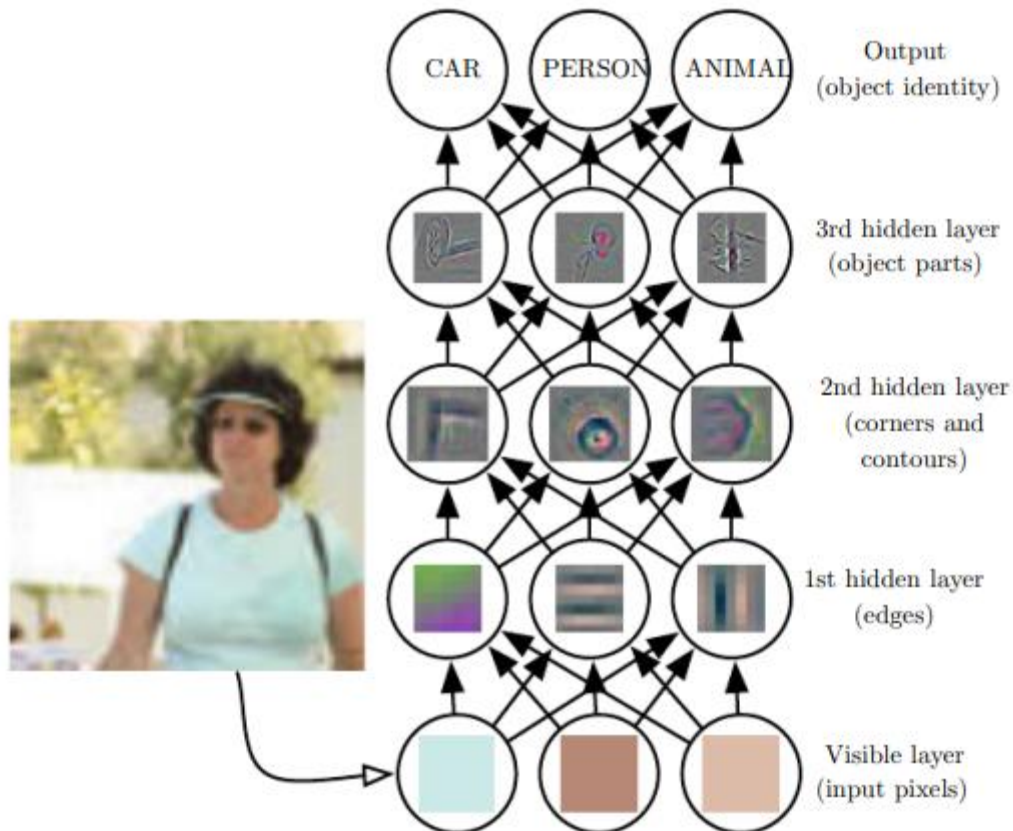 CAR
PERSON
ANIMAL
Output
(object identity)
3rd hidden layer
(object parts)
2nd hidden layer
(corners and
contours)
1st hidden layer
(edges)
Visible layer
(input pixels)